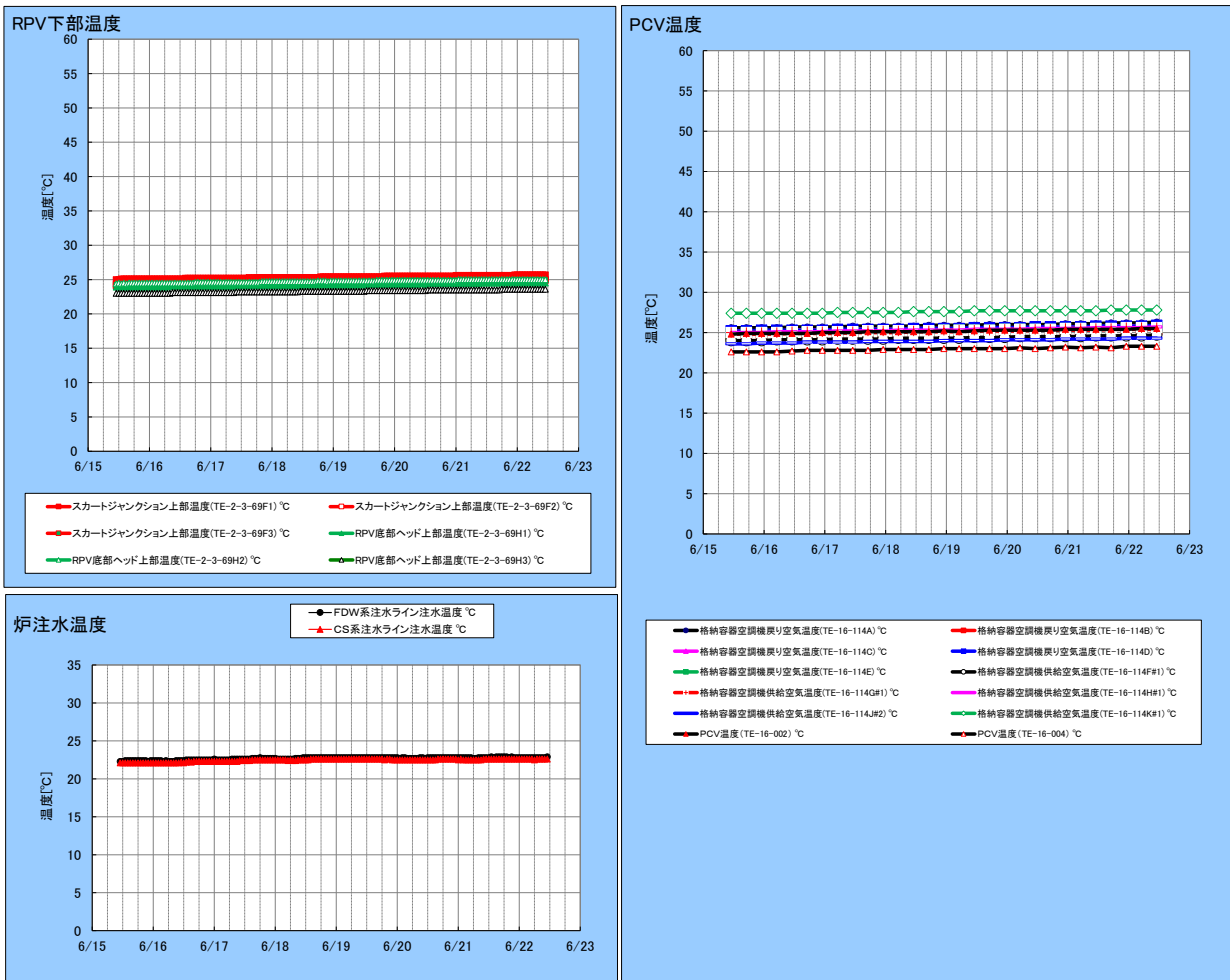 RPV下部温度
60
55
50
45
40
35
30
25
20
15
10
5
0
温度[℃]
6/15 6/16 6/17 6/18 6/19 6/20 6/21 6/22 6/23
スカートジャンクション上部温度(TE-2-3-69F1) ℃ スカートジャンクション上部温度(TE-2-3-69F2) ℃
スカートジャンクション上部温度(TE-2-3-69F3) ℃ RPV底部ヘッド上部温度(TE-2-3-69H1) ℃
RPV底部ヘッド上部温度(TE-2-3-69H2) ℃ RPV底部ヘッド上部温度(TE-2-3-69H3) ℃
炉注水温度
FDW系注水ライン注水温度 ℃
CS系注水ライン注水温度 ℃
35
30
25
20
15
10
5
0
温度[℃]
6/15 6/16 6/17 6/18 6/19 6/20 6/21 6/22 6/23
PCV温度
60
55
50
45
40
35
30
25
20
15
10
5
0
温度[℃]
6/15 6/16 6/17 6/18 6/19 6/20 6/21 6/22 6/23
格納容器空調機戻り空気温度(TE-16-114A) ℃ 格納容器空調機戻り空気温度(TE-16-114B) ℃
格納容器空調機戻り空気温度(TE-16-114C) ℃ 格納容器空調機戻り空気温度(TE-16-114D) ℃
格納容器空調機戻り空気温度(TE-16-114E) ℃ 格納容器空調機供給空気温度(TE-16-114F#1) ℃
格納容器空調機供給空気温度(TE-16-114G#1) ℃ 格納容器空調機供給空気温度(TE-16-114H#1) ℃
格納容器空調機供給空気温度(TE-16-114J#2) ℃ 格納容器空調機供給空気温度(TE-16-114K#1) ℃
PCV温度(TE-16-002) ℃ PCV温度(TE-16-004) ℃